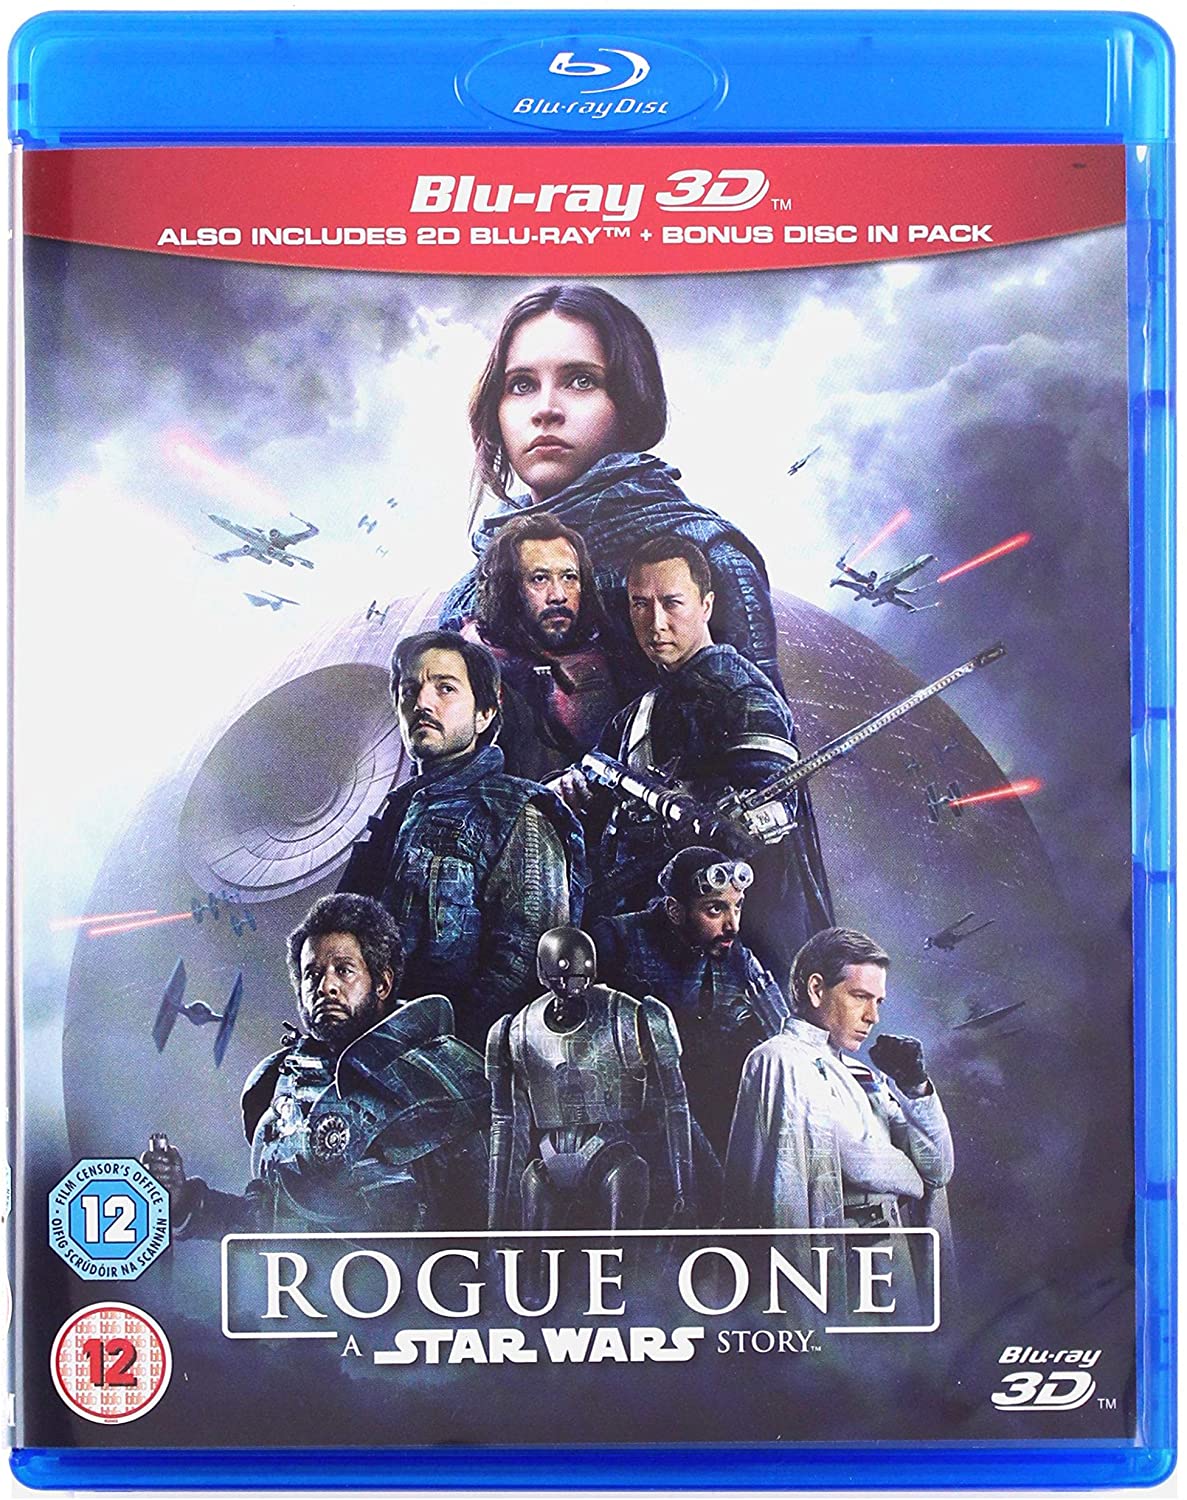 Blu-ray Disc
Blu-ray 3D™
ALSO INCLUDES 2D BLU-RAY™ + BONUS DISC IN PACK
· FILM CENSOR'S OFFICE ·
12
OIFIG SCRÚDÓIR NA SCANNÁN
ROGUE ONE
A STAR WARS STORY™
12
Blu-ray
3D™